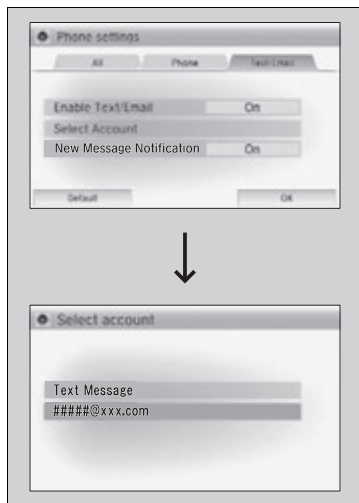 Phone settings
All Phone Text/Email
Enable Text/Email On
Select Account
New Message Notification On
Default OK
Select account
Text Message
#####@xxx.com